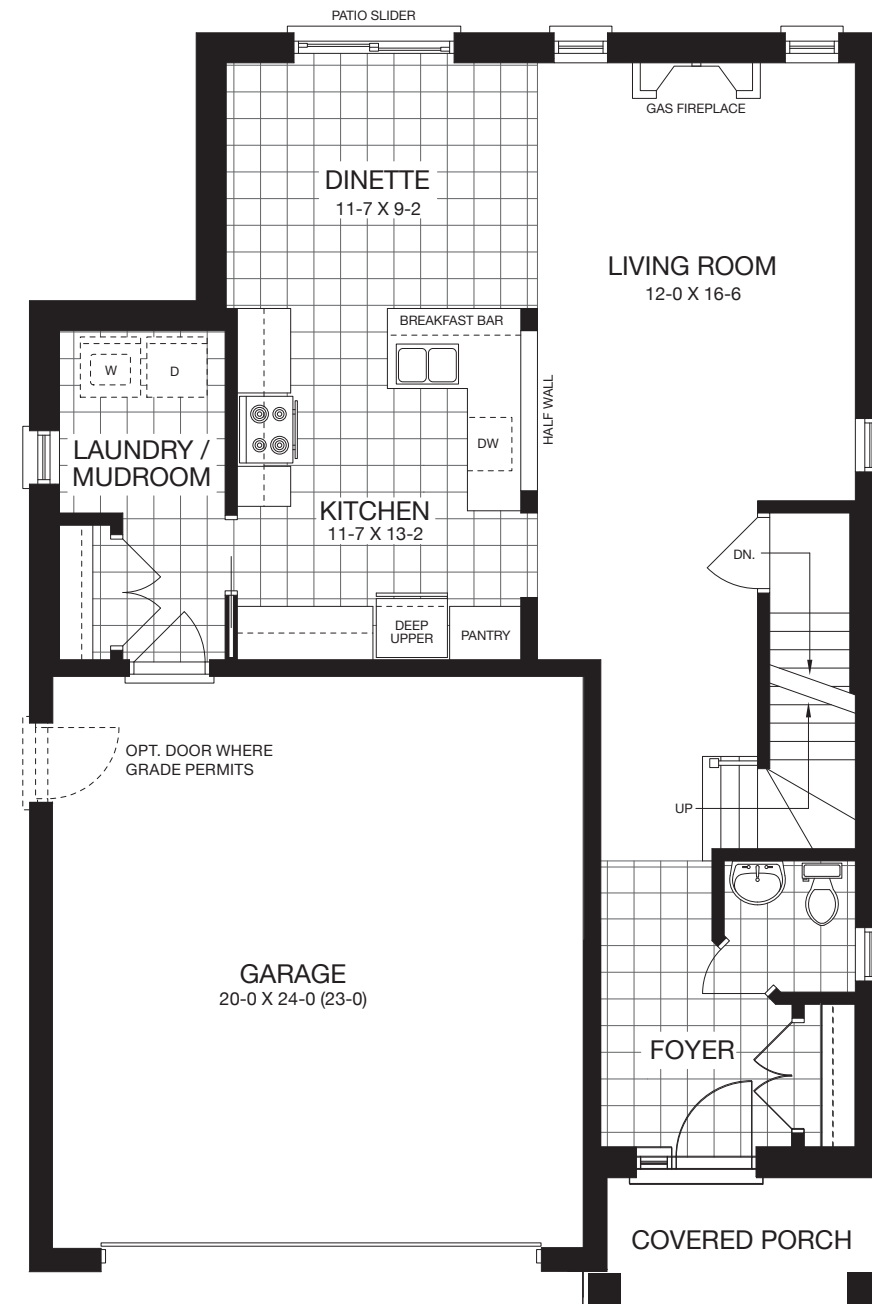 PATIO SLIDER
GAS FIREPLACE
DINETTE
11-7 X 9-2
LIVING ROOM
12-0 X 16-6
BREAKFAST BAR
W
D
HALF WALL
DW
LAUNDRY /
MUDROOM
KITCHEN
11-7 X 13-2
DN.
DEEP
UPPER
PANTRY
OPT. DOOR WHERE
GRADE PERMITS
UP
GARAGE
20-0 X 24-0 (23-0)
FOYER
COVERED PORCH